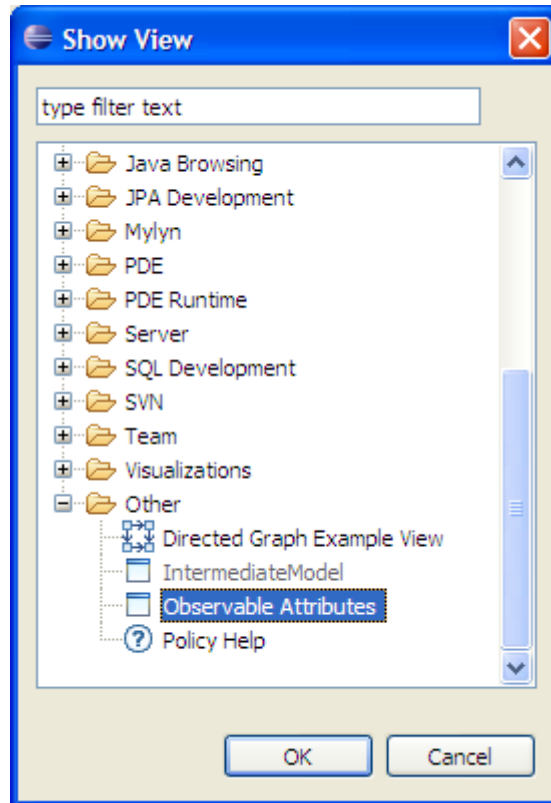 Show View
type filter text
Java Browsing
JPA Development
Mylyn
PDE
PDE Runtime
Server
SQL Development
SVN
Team
Visualizations
Other
Directed Graph Example View
IntermediateModel
Observable Attributes
Policy Help
OK Cancel